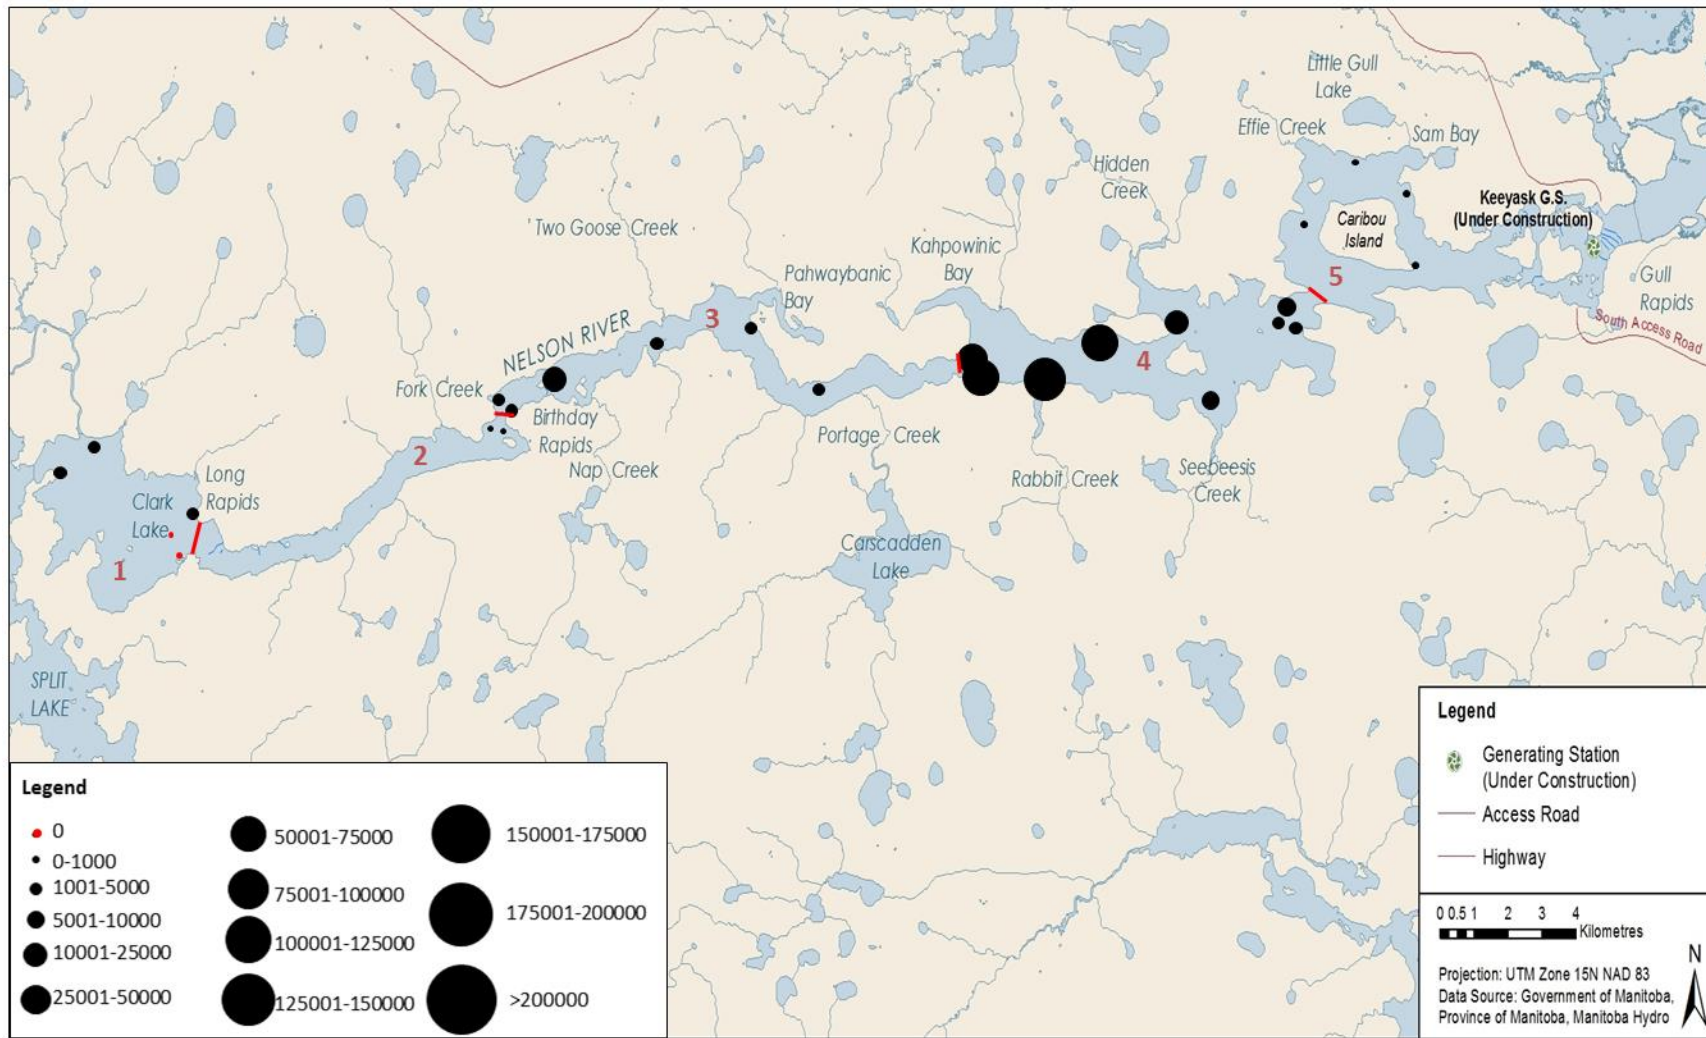 Little Gull
Lake
Effie Creek
Sam Bay
Hidden
Creek
Keeyask G.S.
(Under Construction)
Caribou
Island
' Two Goose Creek
Kahpowinic
Bay
Pahwaybanic
Bay
5
Gull
Rapids
South Access Road
NELSON RIVER
3
4
Fork Creek
Birthday
Rapids
2
Nap Creek
Portage Creek
Rabbit Creek
Seebeesis
Creek
Long
Rapids
Clark
Lake
1
Carscadden
Lake
SPLIT
LAKE
Legend
0
0-1000
1001-5000
5001-10000
10001-25000
25001-50000
50001-75000
75001-100000
100001-125000
125001-150000
150001-175000
175001-200000
>200000
Legend
Generating Station
(Under Construction)
Access Road
Highway
0 0.5 1 2 3 4
Kilometres
N
Projection: UTM Zone 15N NAD 83
Data Source: Government of Manitoba,
Province of Manitoba, Manitoba Hydro